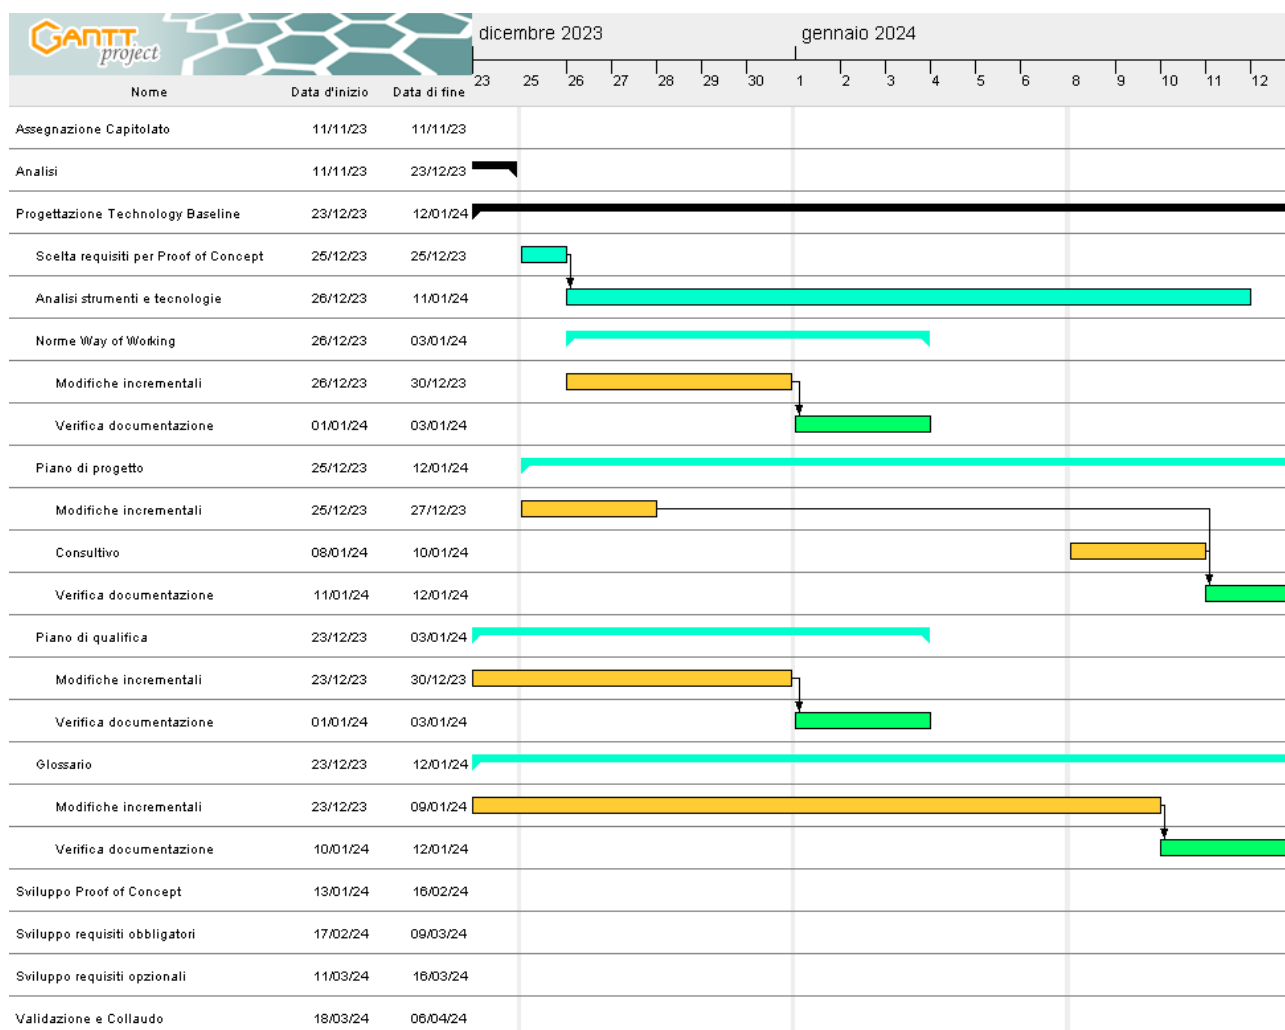 GANTT project
dicembre 2023 gennaio 2024
23 25 26 27 28 29 30 1 2 3 4 5 6 8 9 10 11 12
Nome Data d'inizio Data di fine
Assegnazione Capitolato 11/11/23 11/11/23
Analisi 11/11/23 23/12/23
Progettazione Technology Baseline 23/12/23 12/01/24
Scelta requisiti per Proof of Concept 25/12/23 25/12/23
Analisi strumenti e tecnologie 26/12/23 11/01/24
Norme Way of Working 26/12/23 03/01/24
Modifiche incrementali 26/12/23 30/12/23
Verifica documentazione 01/01/24 03/01/24
Piano di progetto 25/12/23 12/01/24
Modifiche incrementali 25/12/23 27/12/23
Consultivo 08/01/24 10/01/24
Verifica documentazione 11/01/24 12/01/24
Piano di qualifica 23/12/23 03/01/24
Modifiche incrementali 23/12/23 30/12/23
Verifica documentazione 01/01/24 03/01/24
Glossario 23/12/23 12/01/24
Modifiche incrementali 23/12/23 09/01/24
Verifica documentazione 10/01/24 12/01/24
Sviluppo Proof of Concept 13/01/24 16/02/24
Sviluppo requisiti obbligatori 17/02/24 09/03/24
Sviluppo requisiti opzionali 11/03/24 16/03/24
Validazione e Collaudo 18/03/24 06/04/24